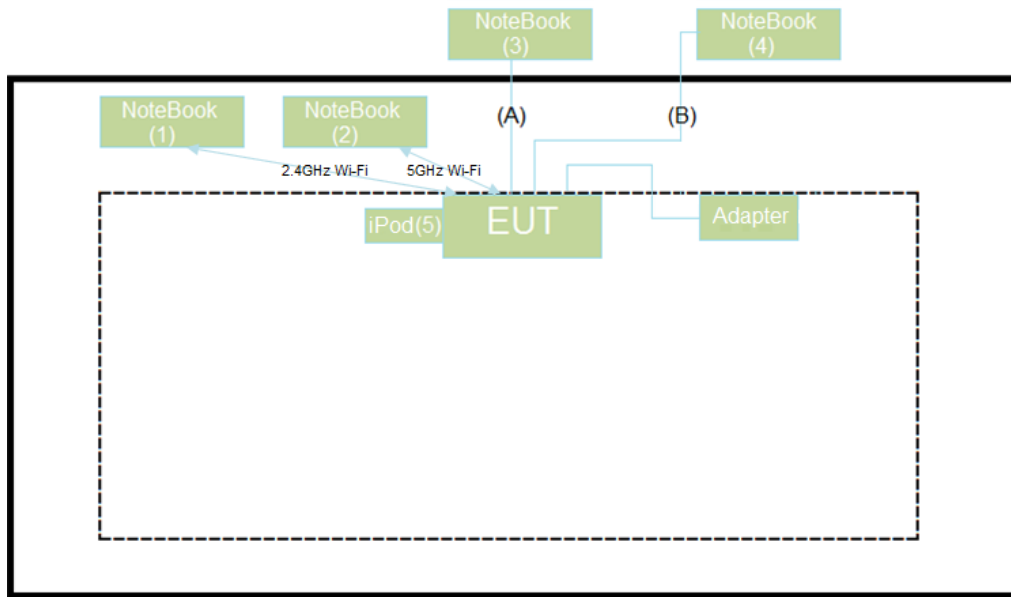 NoteBook
(3)
NoteBook
(4)
NoteBook
(1)
NoteBook
(2)
(A)
(B)
2.4GHz Wi-Fi
5GHz Wi-Fi
iPod(5)
EUT
Adapter